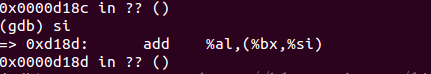 0x0000d18c in ?? ()
(gdb) si
=> 0xd18d:      add    %al,(%bx,%si)
0x0000d18d in ?? ()